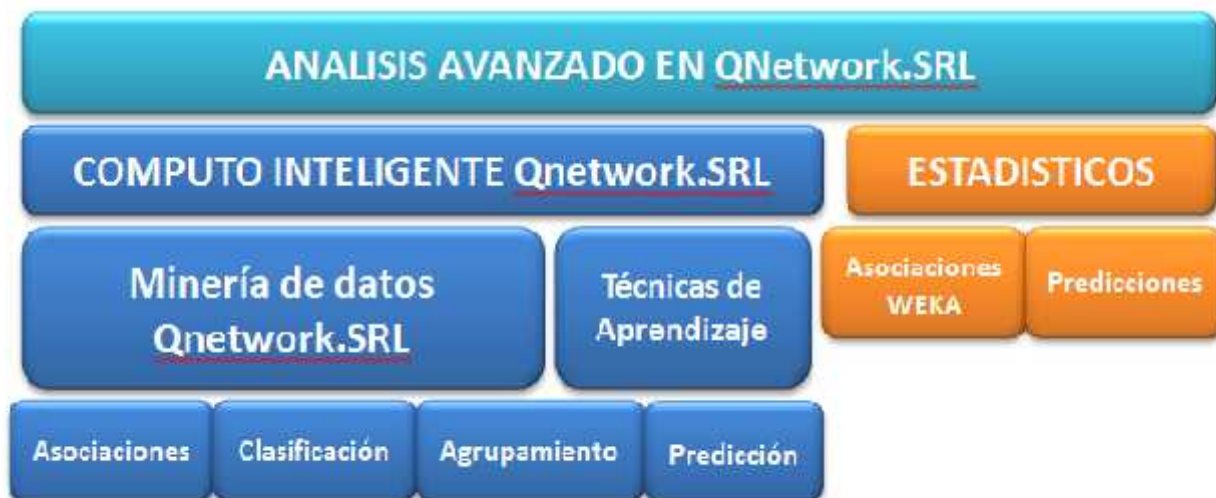 ANALISIS AVANZADO EN QNetwork.SRL
COMPUTO INTELIGENTE Qnetwork.SRL
ESTADISTICOS
Minería de datos
Qnetwork.SRL
Técnicas de
Aprendizaje
Asociaciones
WEKA
Predicciones
Asociaciones
Clasificación
Agrupamiento
Predicción